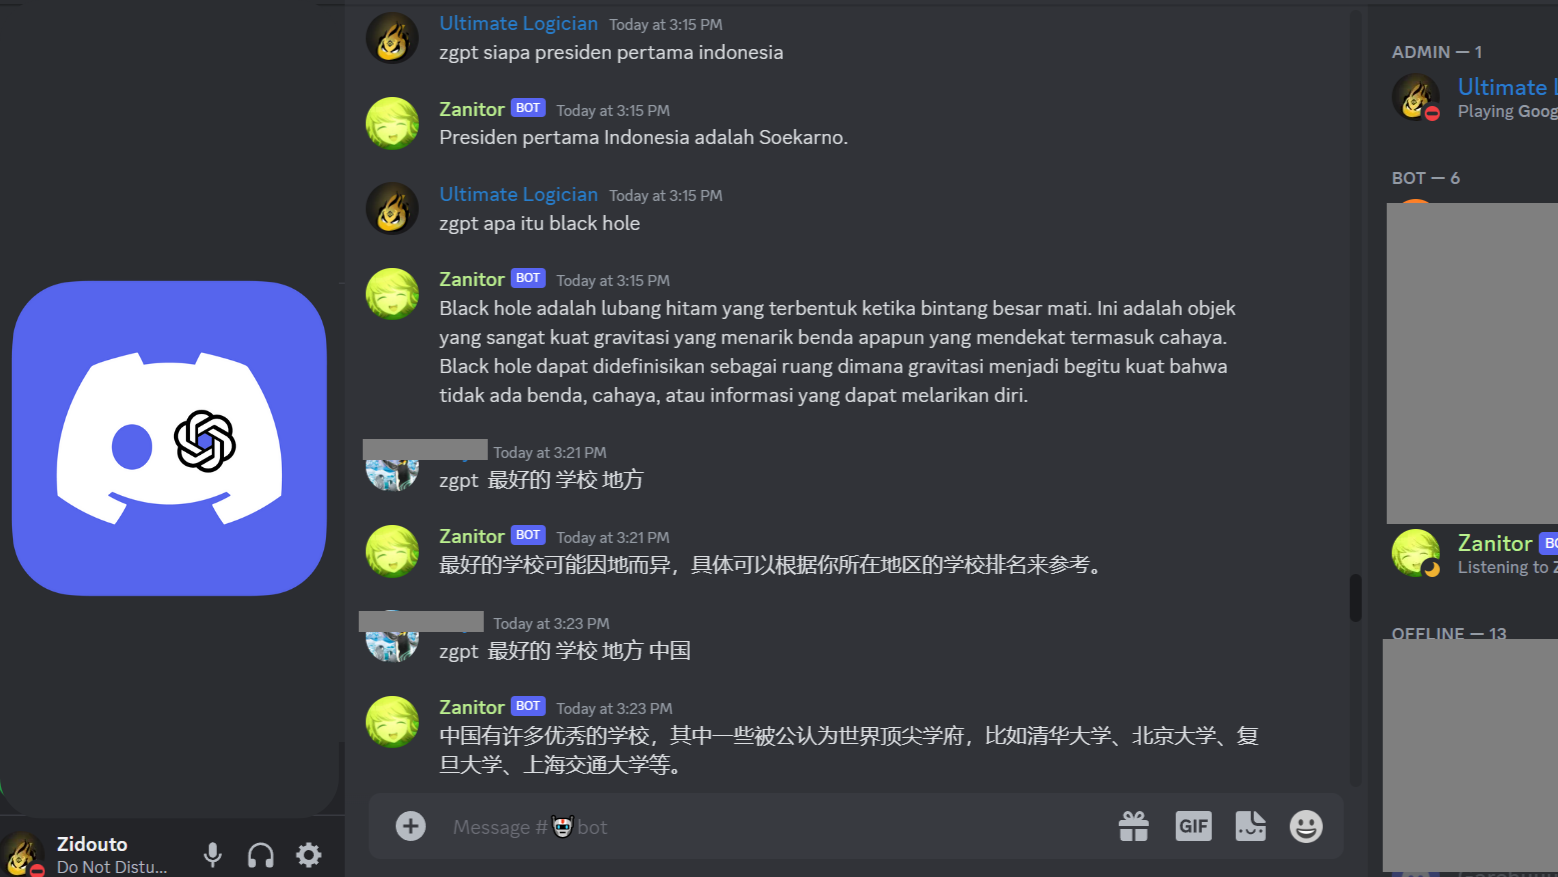 Ultimate Logician Today at 3:15 PM
zgpt siapa presiden pertama indonesia
Zanitor BOT Today at 3:15 PM
Presiden pertama Indonesia adalah Soekarno.
Ultimate Logician Today at 3:15 PM
zgpt apa itu black hole
Zanitor BOT Today at 3:15 PM
Black hole adalah lubang hitam yang terbentuk ketika bintang besar mati. Ini adalah objek
yang sangat kuat gravitasi yang menarik benda apapun yang mendekat termasuk cahaya.
Black hole dapat didefinisikan sebagai ruang dimana gravitasi menjadi begitu kuat bahwa
tidak ada benda, cahaya, atau informasi yang dapat melarikan diri.
Today at 3:21 PM
zgpt 最好的 学校 地方
Zanitor BOT Today at 3:21 PM
最好的学校可能因地而异，具体可以根据你所在地区的学校排名来参考。
Today at 3:23 PM
zgpt 最好的 学校 地方 中国
Zanitor BOT Today at 3:23 PM
中国有许多优秀的学校，其中一些被公认为世界顶尖学府，比如清华大学、北京大学、复
旦大学、上海交通大学等。
Message # bot
GIF
Zidouto
Do Not Distu...
ADMIN — 1
Ultimate
Playing Goog
BOT — 6
Zanitor
Listening to
OFFLINE — 13